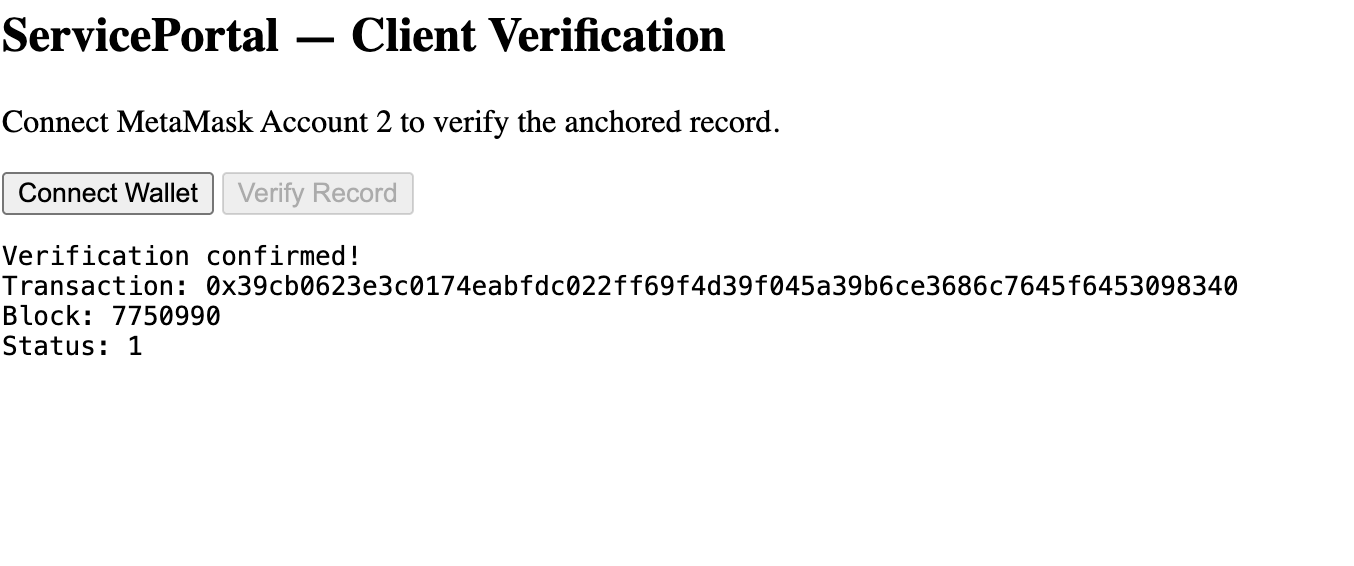 ServicePortal — Client Verification
Connect MetaMask Account 2 to verify the anchored record.
Connect Wallet Verify Record
Verification confirmed!
Transaction: 0x39cb0623e3c0174eabfdc022ff69f4d39f045a39b6ce3686c7645f6453098340
Block: 7750990
Status: 1